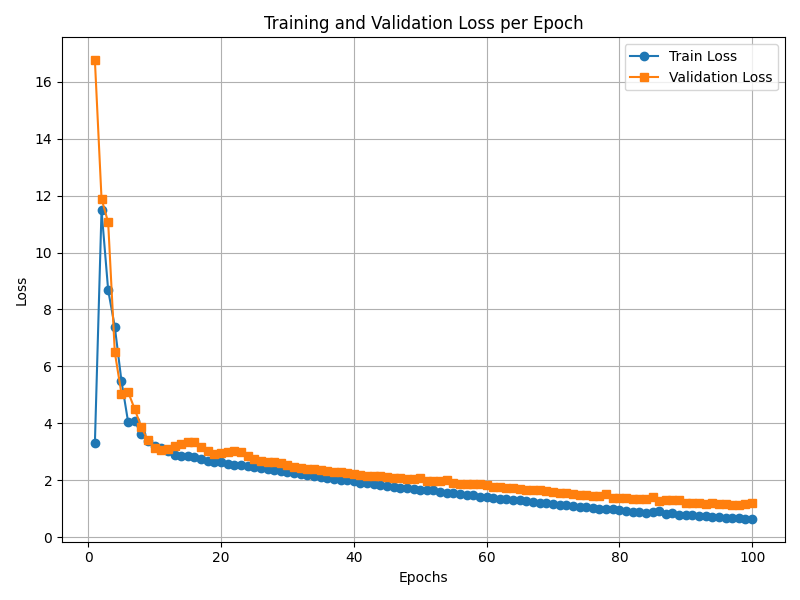 Training and Validation Loss per Epoch
Train Loss
Validation Loss
16
14
12
10
8
6
4
2
0
Loss
0 20 40 60 80 100
Epochs